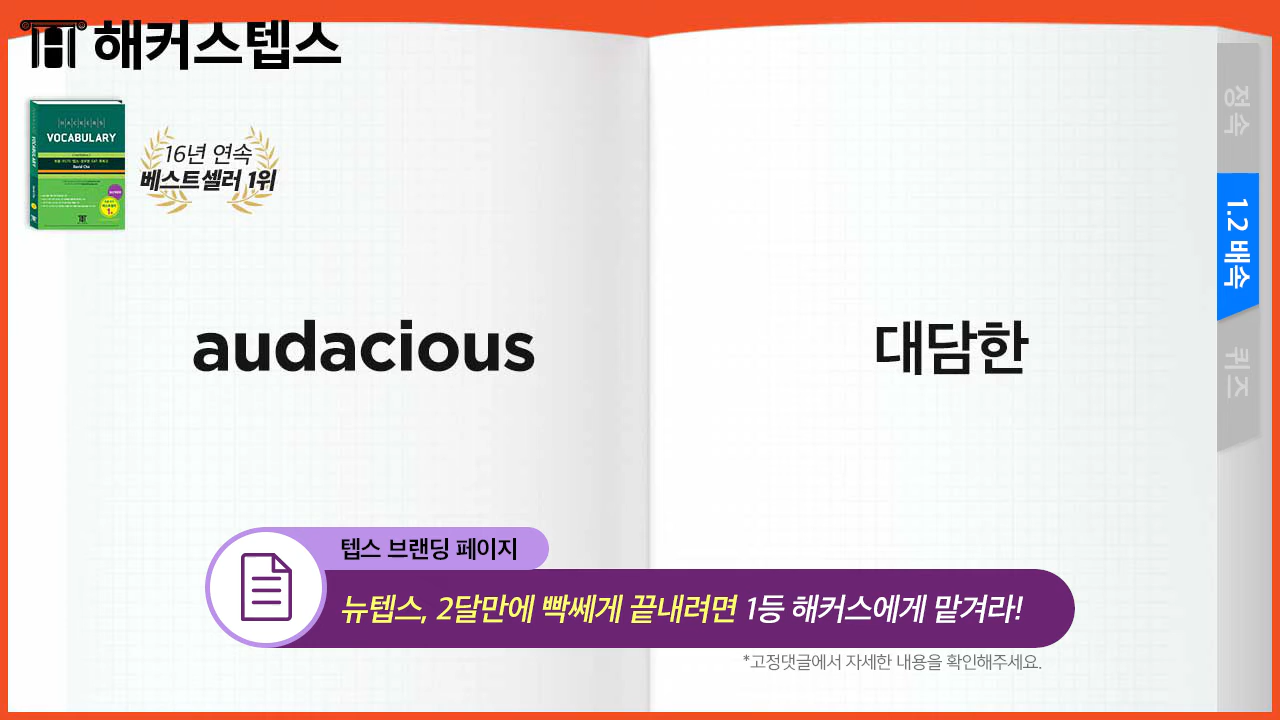 해커스텝스
HACKERS
VOCABULARY
David Cho
16년 연속
베스트셀러 1위
정속
1.2 배속
퀴즈
audacious
대담한
텝스 브랜딩 페이지
뉴텝스, 2달만에 빡쎄게 끝내려면 1등 해커스에게 맡겨라!
*고정댓글에서 자세한 내용을 확인해주세요.